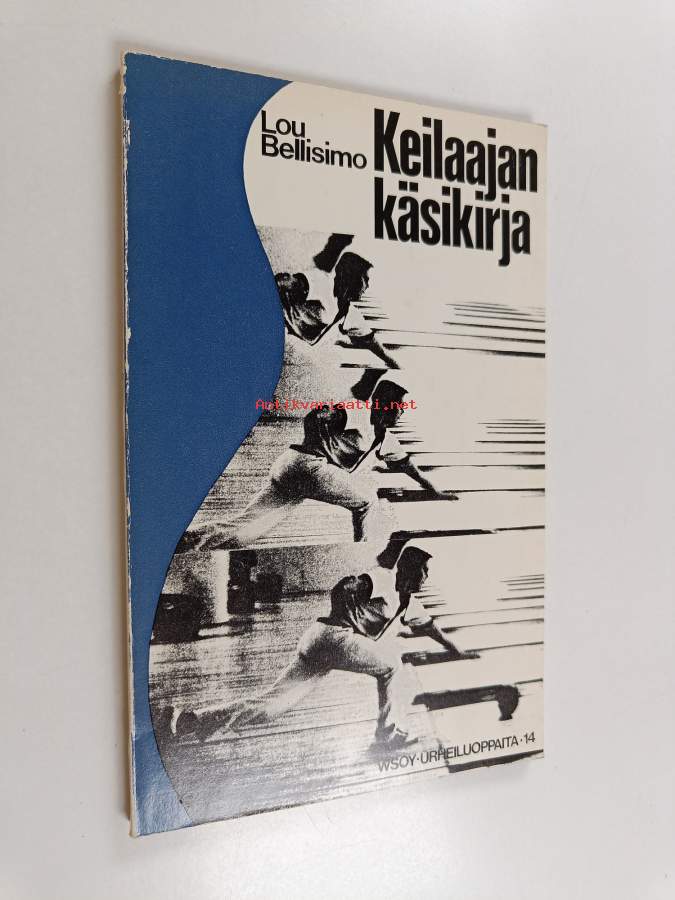 Lou
Bellisimo
Keilaajan
käsikirja
Antikvariaatti.net
WSOY·URHEILUOPPAITA·14